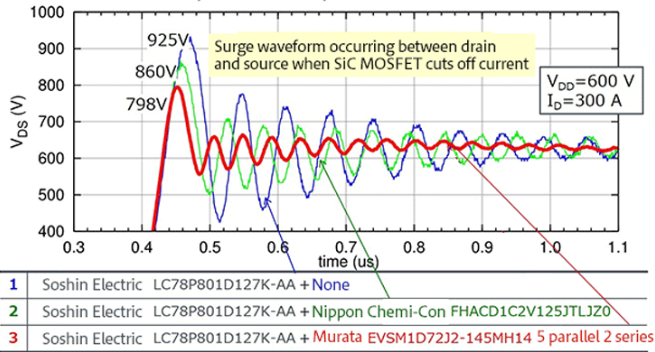 1000
900
800
700
600
500
400
V_DS (V)
925V
860V
798V
Surge waveform occurring between drain
and source when SiC MOSFET cuts off current
V_DD=600 V
I_D=300 A
0.3 0.4 0.5 0.6 0.7 0.8 0.9 1.0 1.1
time (us)
1 Soshin Electric LC78P801D127K-AA + None
2 Soshin Electric LC78P801D127K-AA + Nippon Chemi-Con FHACD1C2V125JTLJZ0
3 Soshin Electric LC78P801D127K-AA + Murata EVSM1D72J2-145MH14 5 parallel 2 series